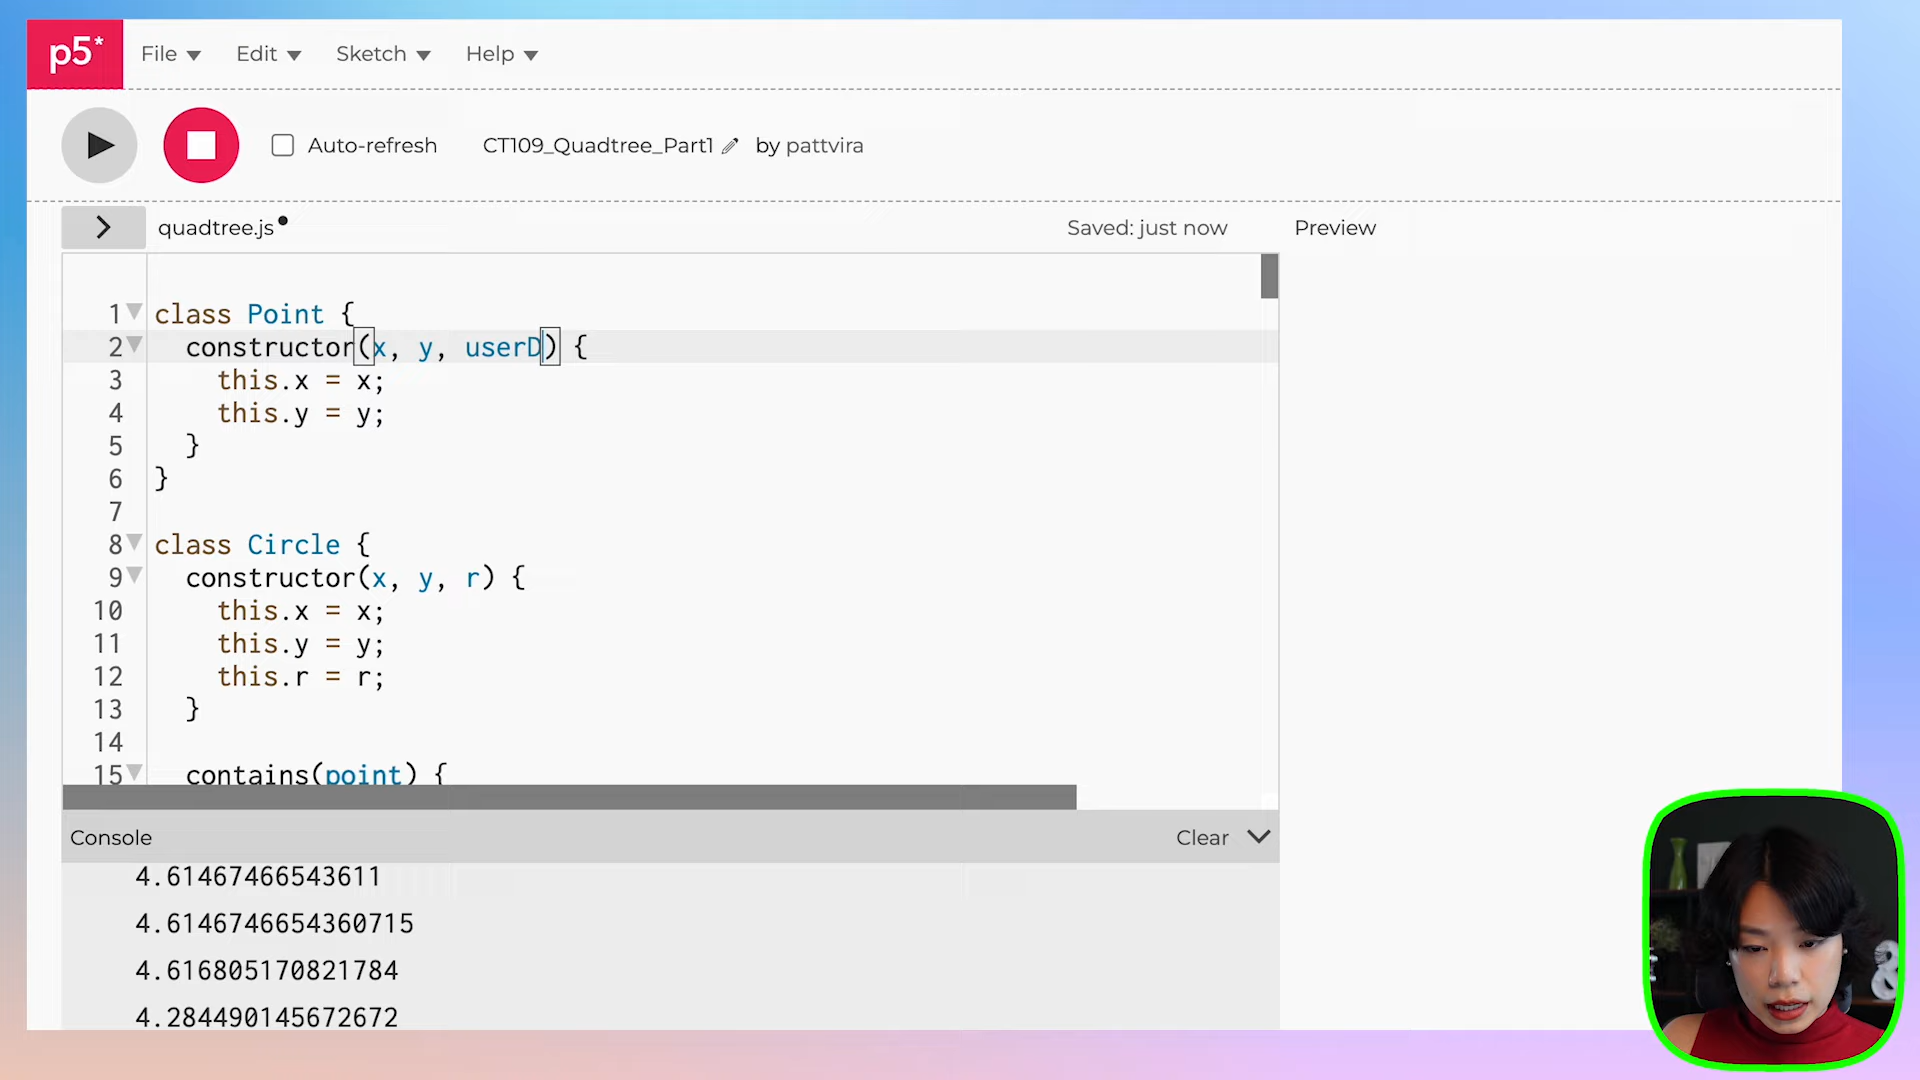 p5*
File Edit Sketch Help
Auto-refresh CT109_Quadtree_Part1 by pattvira
quadtree.js Saved: just now Preview
1 class Point {
2 constructor(x, y, userD) {
3 this.x = x;
4 this.y = y;
5 }
6 }
7
8 class Circle {
9 constructor(x, y, r) {
10 this.x = x;
11 this.y = y;
12 this.r = r;
13 }
14
15 contains(point) {
Console Clear
4.61467466543611
4.6146746654360715
4.616805170821784
4.284490145672672